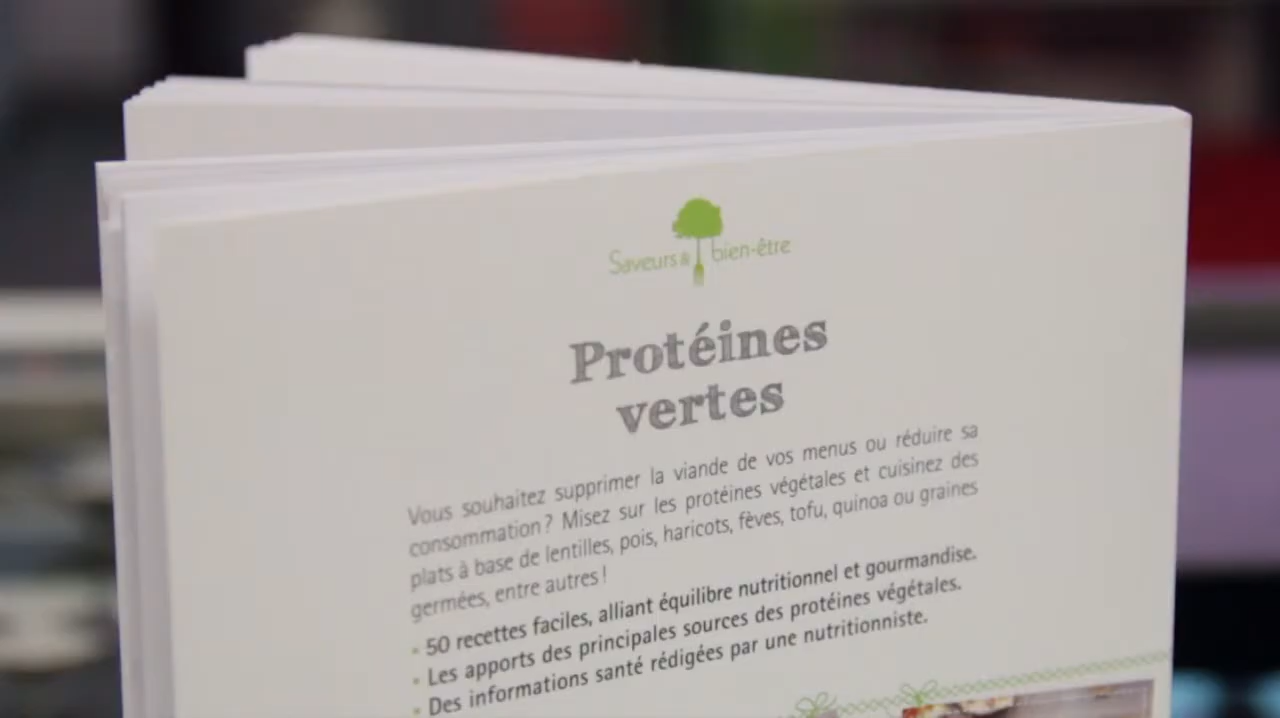 Saveurs & bien-être
Protéines
vertes
Vous souhaitez supprimer la viande de vos menus ou réduire sa
consommation ? Misez sur les protéines végétales et cuisinez des
plats à base de lentilles, pois, haricots, fèves, tofu, quinoa ou graines
germées, entre autres !
• 50 recettes faciles, alliant équilibre nutritionnel et gourmandise.
• Les apports des principales sources des protéines végétales.
• Des informations santé rédigées par une nutritionniste.